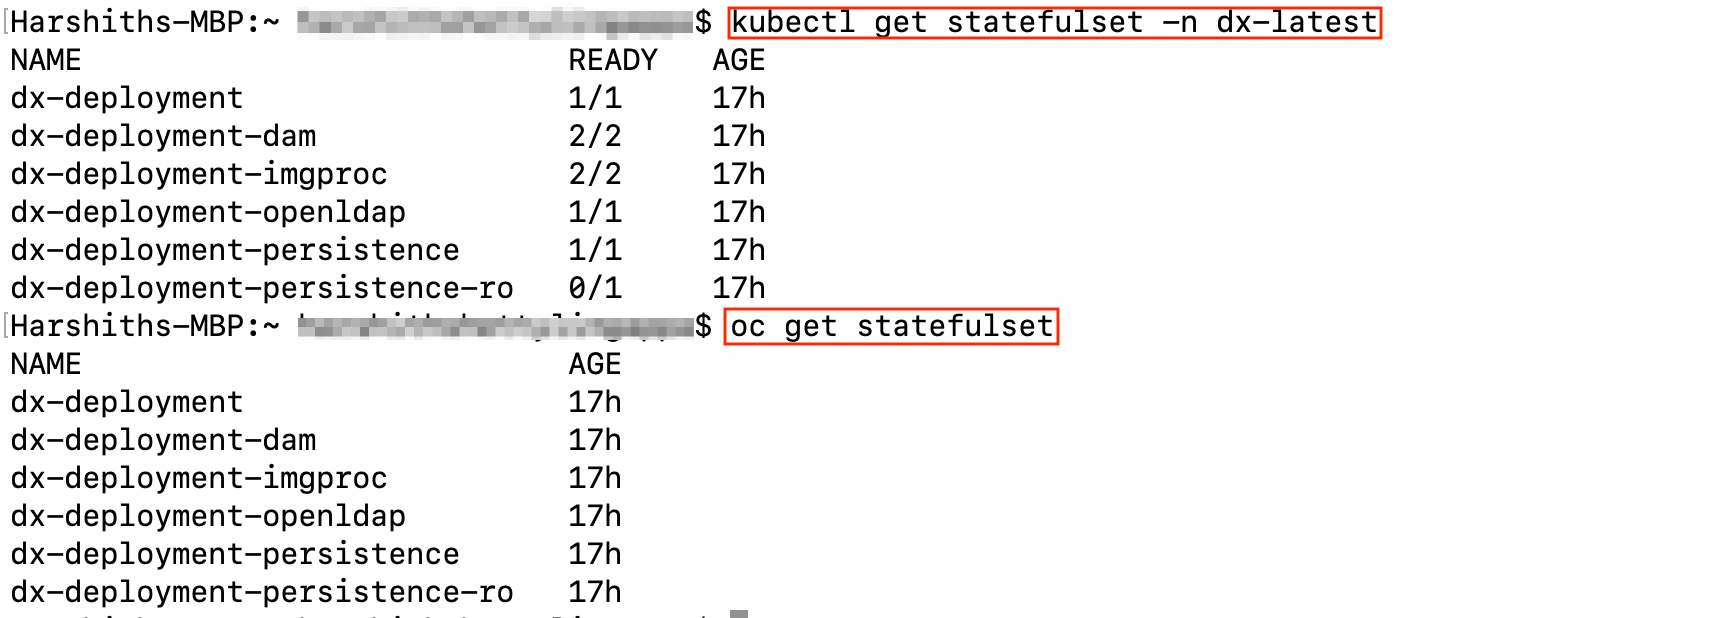 Harshiths-MBP:~ $ kubectl get statefulset -n dx-latest
NAME READY AGE
dx-deployment 1/1 17h
dx-deployment-dam 2/2 17h
dx-deployment-imgproc 2/2 17h
dx-deployment-openldap 1/1 17h
dx-deployment-persistence 1/1 17h
dx-deployment-persistence-ro 0/1 17h
Harshiths-MBP:~ $ oc get statefulset
NAME AGE
dx-deployment 17h
dx-deployment-dam 17h
dx-deployment-imgproc 17h
dx-deployment-openldap 17h
dx-deployment-persistence 17h
dx-deployment-persistence-ro 17h